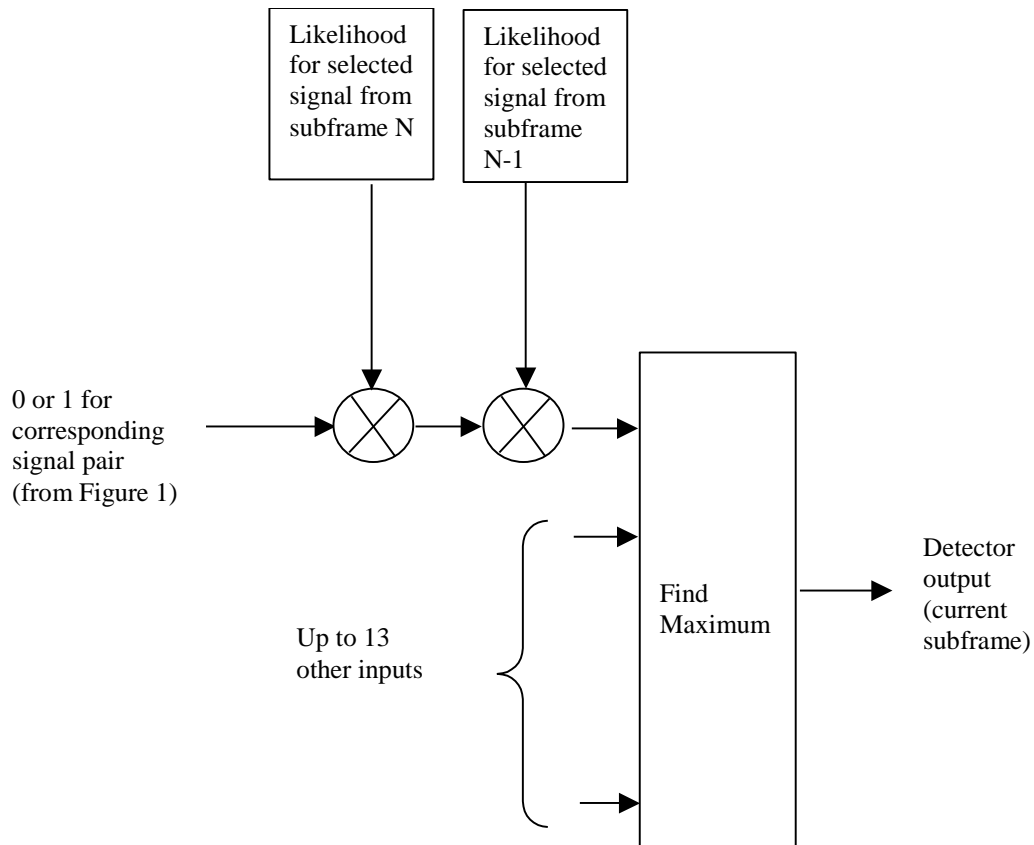 Likelihood
for selected
signal from
subframe N
Likelihood
for selected
signal from
subframe
N-1
0 or 1 for
corresponding
signal pair
(from Figure 1)
Up to 13
other inputs
Find
Maximum
Detector
output
(current
subframe)